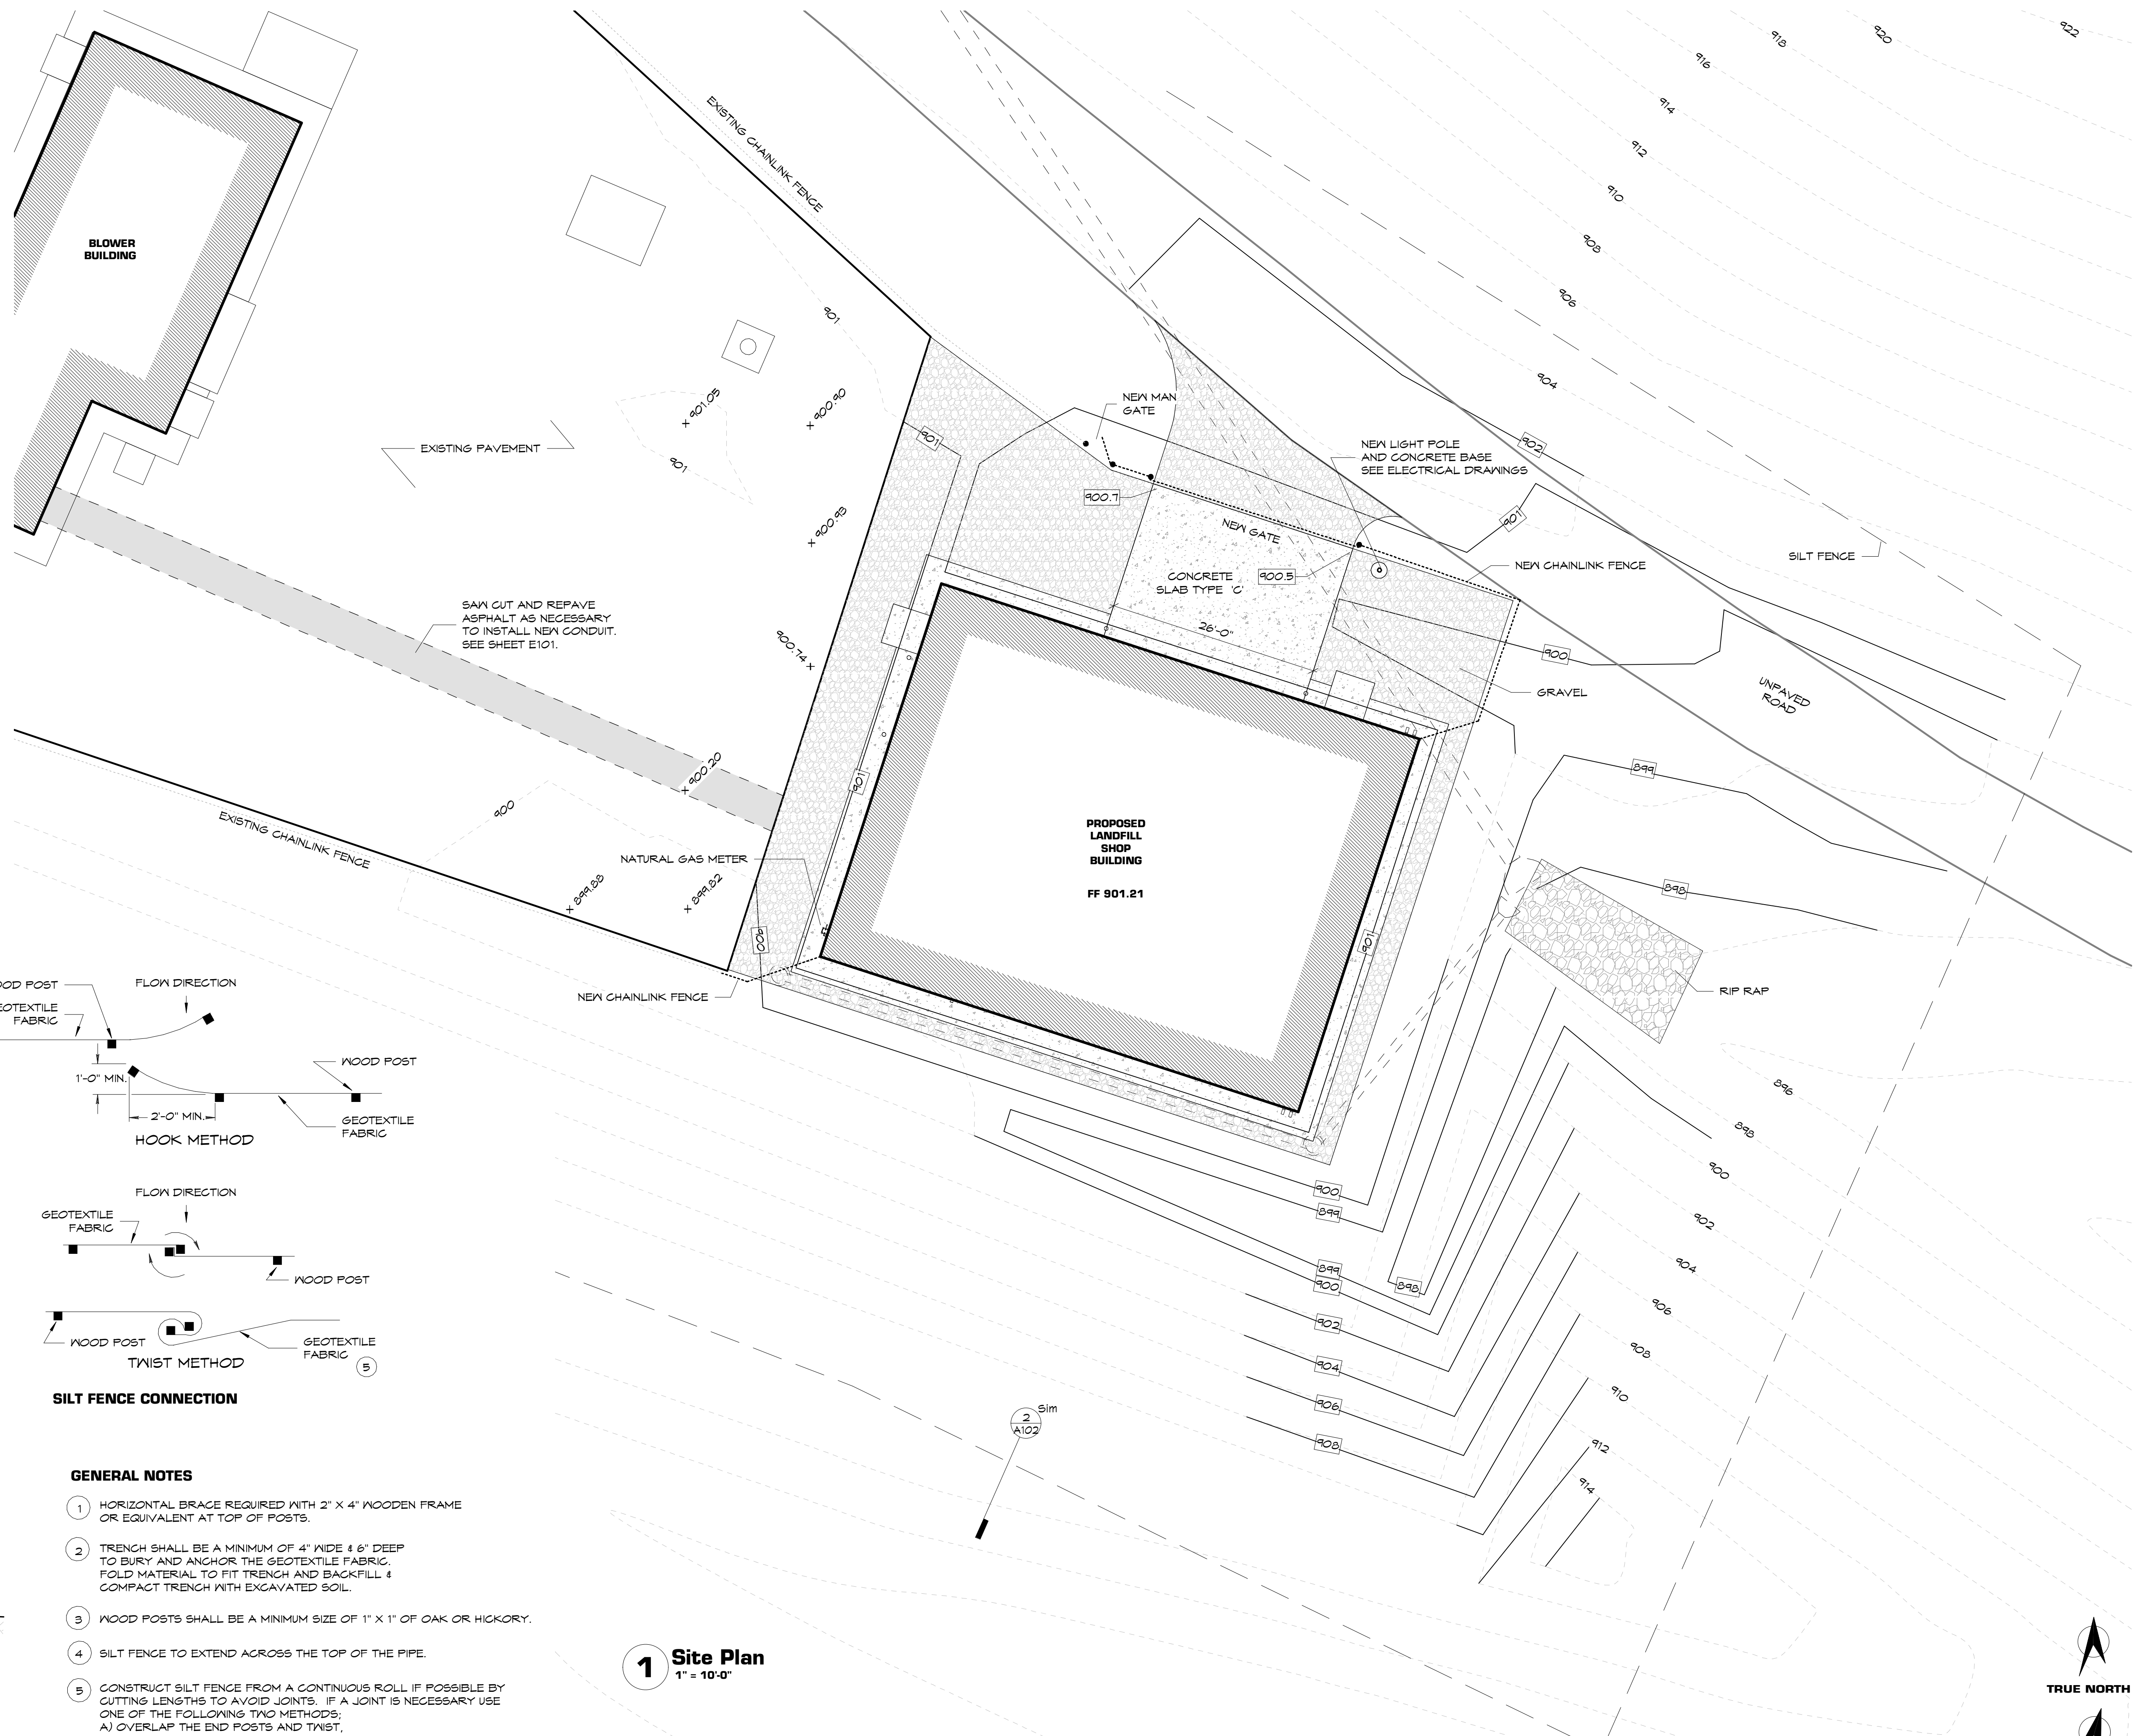 922
920
918
916
914
912
910
908
906
904
EXISTING CHAINLINK FENCE
BLOWER
BUILDING
901
901.05
900.90
901
900.93
900.74
EXISTING PAVEMENT
901
NEW MAN
GATE
900.7
NEW GATE
NEW LIGHT POLE
AND CONCRETE BASE
SEE ELECTRICAL DRAWINGS
902
901
SILT FENCE
NEW CHAINLINK FENCE
CONCRETE
SLAB TYPE 'C'
900.5
26'-0"
900
GRAVEL
UNPAVED
ROAD
SAW CUT AND REPAVE
ASPHALT AS NECESSARY
TO INSTALL NEW CONDUIT.
SEE SHEET E101.
900.20
900
EXISTING CHAINLINK FENCE
899.88
899.82
NATURAL GAS METER
901
PROPOSED
LANDFILL
SHOP
BUILDING
FF 901.21
899
898
901
900
NEW CHAINLINK FENCE
RIP RAP
896
898
900
902
904
906
908
910
912
914
900
899
899
900
898
902
904
906
908
2
A102
Sim
OOD POST
FLOW DIRECTION
EOTEXTILE
FABRIC
WOOD POST
1'-0" MIN.
2'-0" MIN.
GEOTEXTILE
FABRIC
HOOK METHOD
FLOW DIRECTION
GEOTEXTILE
FABRIC
WOOD POST
WOOD POST
GEOTEXTILE
FABRIC
5
TWIST METHOD
SILT FENCE CONNECTION
GENERAL NOTES
1 HORIZONTAL BRACE REQUIRED WITH 2" X 4" WOODEN FRAME
OR EQUIVALENT AT TOP OF POSTS.
2 TRENCH SHALL BE A MINIMUM OF 4" WIDE & 6" DEEP
TO BURY AND ANCHOR THE GEOTEXTILE FABRIC.
FOLD MATERIAL TO FIT TRENCH AND BACKFILL &
COMPACT TRENCH WITH EXCAVATED SOIL.
3 WOOD POSTS SHALL BE A MINIMUM SIZE OF 1" X 1" OF OAK OR HICKORY.
4 SILT FENCE TO EXTEND ACROSS THE TOP OF THE PIPE.
5 CONSTRUCT SILT FENCE FROM A CONTINUOUS ROLL IF POSSIBLE BY
CUTTING LENGTHS TO AVOID JOINTS. IF A JOINT IS NECESSARY USE
ONE OF THE FOLLOWING TWO METHODS;
A) OVERLAP THE END POSTS AND TWIST,
1 Site Plan
1" = 10'-0"
TRUE NORTH